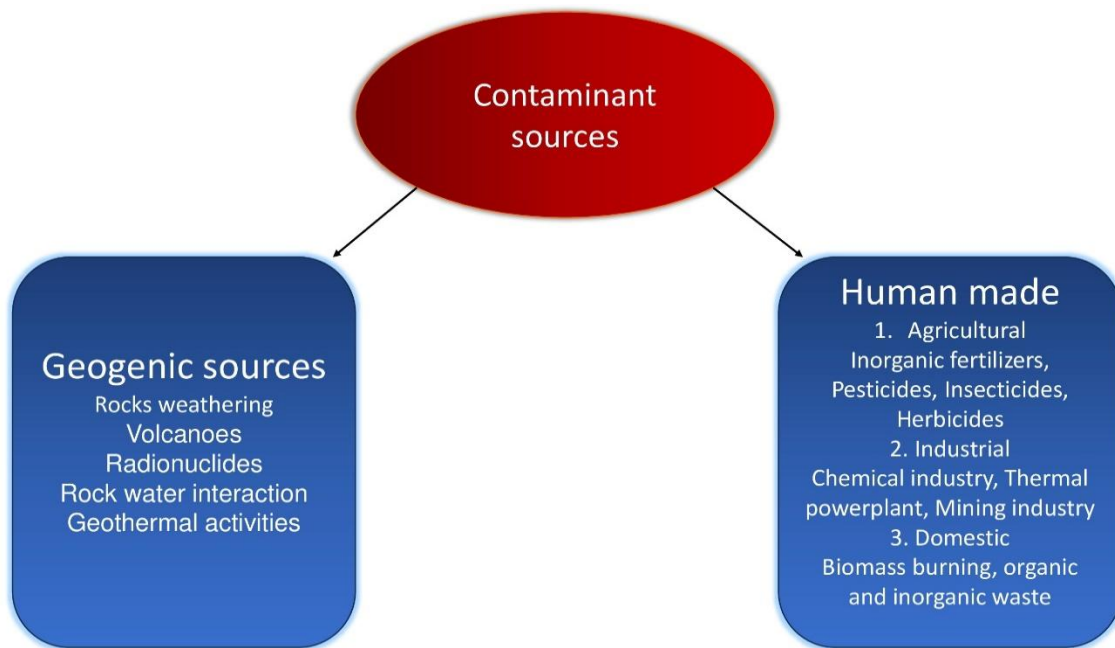 Contaminant
sources
Geogenic sources
Rocks weathering
Volcanoes
Radionuclides
Rock water interaction
Geothermal activities
Human made
1. Agricultural
Inorganic fertilizers,
Pesticides, Insecticides,
Herbicides
2. Industrial
Chemical industry, Thermal
powerplant, Mining industry
3. Domestic
Biomass burning, organic
and inorganic waste